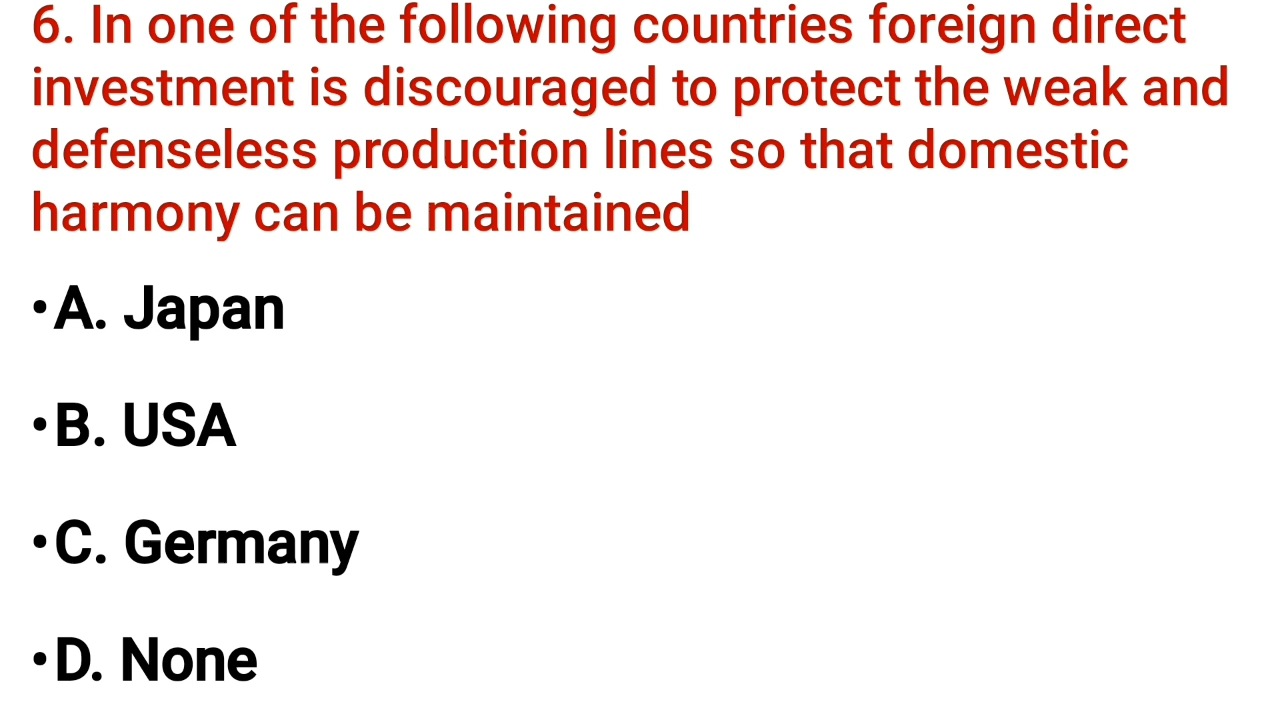 6. In one of the following countries foreign direct
investment is discouraged to protect the weak and
defenseless production lines so that domestic
harmony can be maintained
•A. Japan
•B. USA
•C. Germany
•D. None